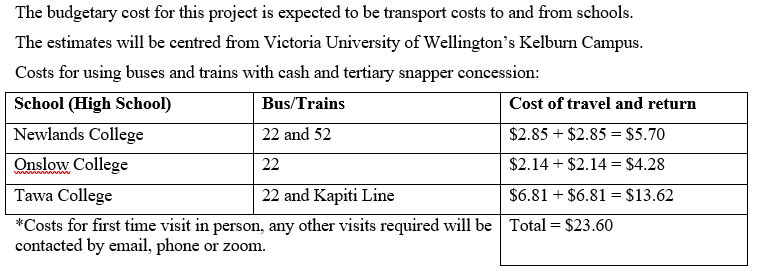 The budgetary cost for this project is expected to be transport costs to and from schools.
The estimates will be centred from Victoria University of Wellington's Kelburn Campus.
Costs for using buses and trains with cash and tertiary snapper concession:
School (High School) Bus/Trains Cost of travel and return
Newlands College 22 and 52 $2.85 + $2.85 = $5.70
Onslow College 22 $2.14 + $2.14 = $4.28
Tawa College 22 and Kapiti Line $6.81 + $6.81 = $13.62
*Costs for first time visit in person, any other visits required will be Total = $23.60
contacted by email, phone or zoom.